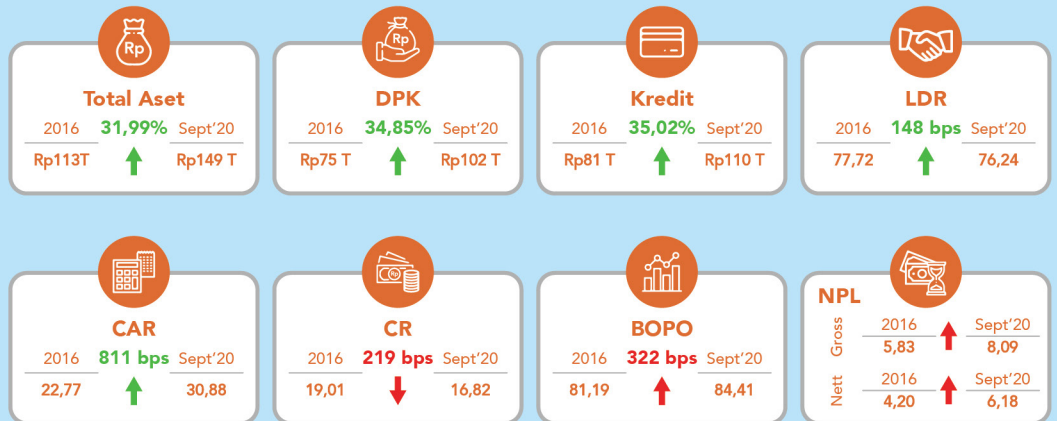 Rp
Total Aset
2016 31,99% Sept'20
Rp113T Rp149 T
Rp
DPK
2016 34,85% Sept'20
Rp75 T Rp102 T
Kredit
2016 35,02% Sept'20
Rp81 T Rp110 T
LDR
2016 148 bps Sept'20
77,72 76,24
CAR
2016 811 bps Sept'20
22,77 30,88
Rp
CR
2016 219 bps Sept'20
19,01 16,82
BOPO
2016 322 bps Sept'20
81,19 84,41
NPL
Gross
2016 Sept'20
5,83 8,09
Nett
2016 Sept'20
4,20 6,18